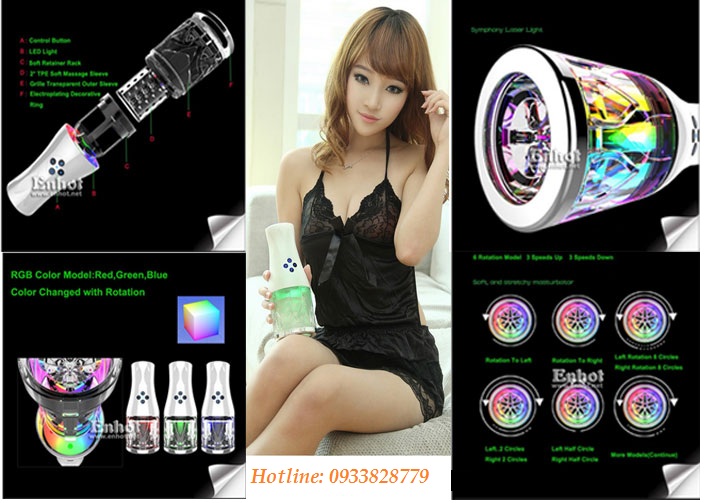 A: Control Button
B: LED Light
C: Soft Retainer Rack
D: 2" TPE Soft Massage Sleeve
E: Grille Transparent Outer Sleeve
F: Electroplating Decorative
Ring
A
B
C
D
E
F
Enhot
www.enhot.net
Symphony Laser Light
Enhot
www.enhot.net
RGB Color Model:Red,Green,Blue
Color Changed with Rotation
Enhot
www.enhot.net
6 Rotation Model 3 Speeds Up 3 Speeds Down
Soft, and stretchy masturbator
Rotation To Left
Rotation To Right
Left Rotation 8 Circles
Right Rotation 8 Circles
Enhot
www.enhot.net
Left..2 Circles
Right 2 Circles
Left Half Circle
Right Half Circle
More Models(Continue)
Hotline: 0933828779